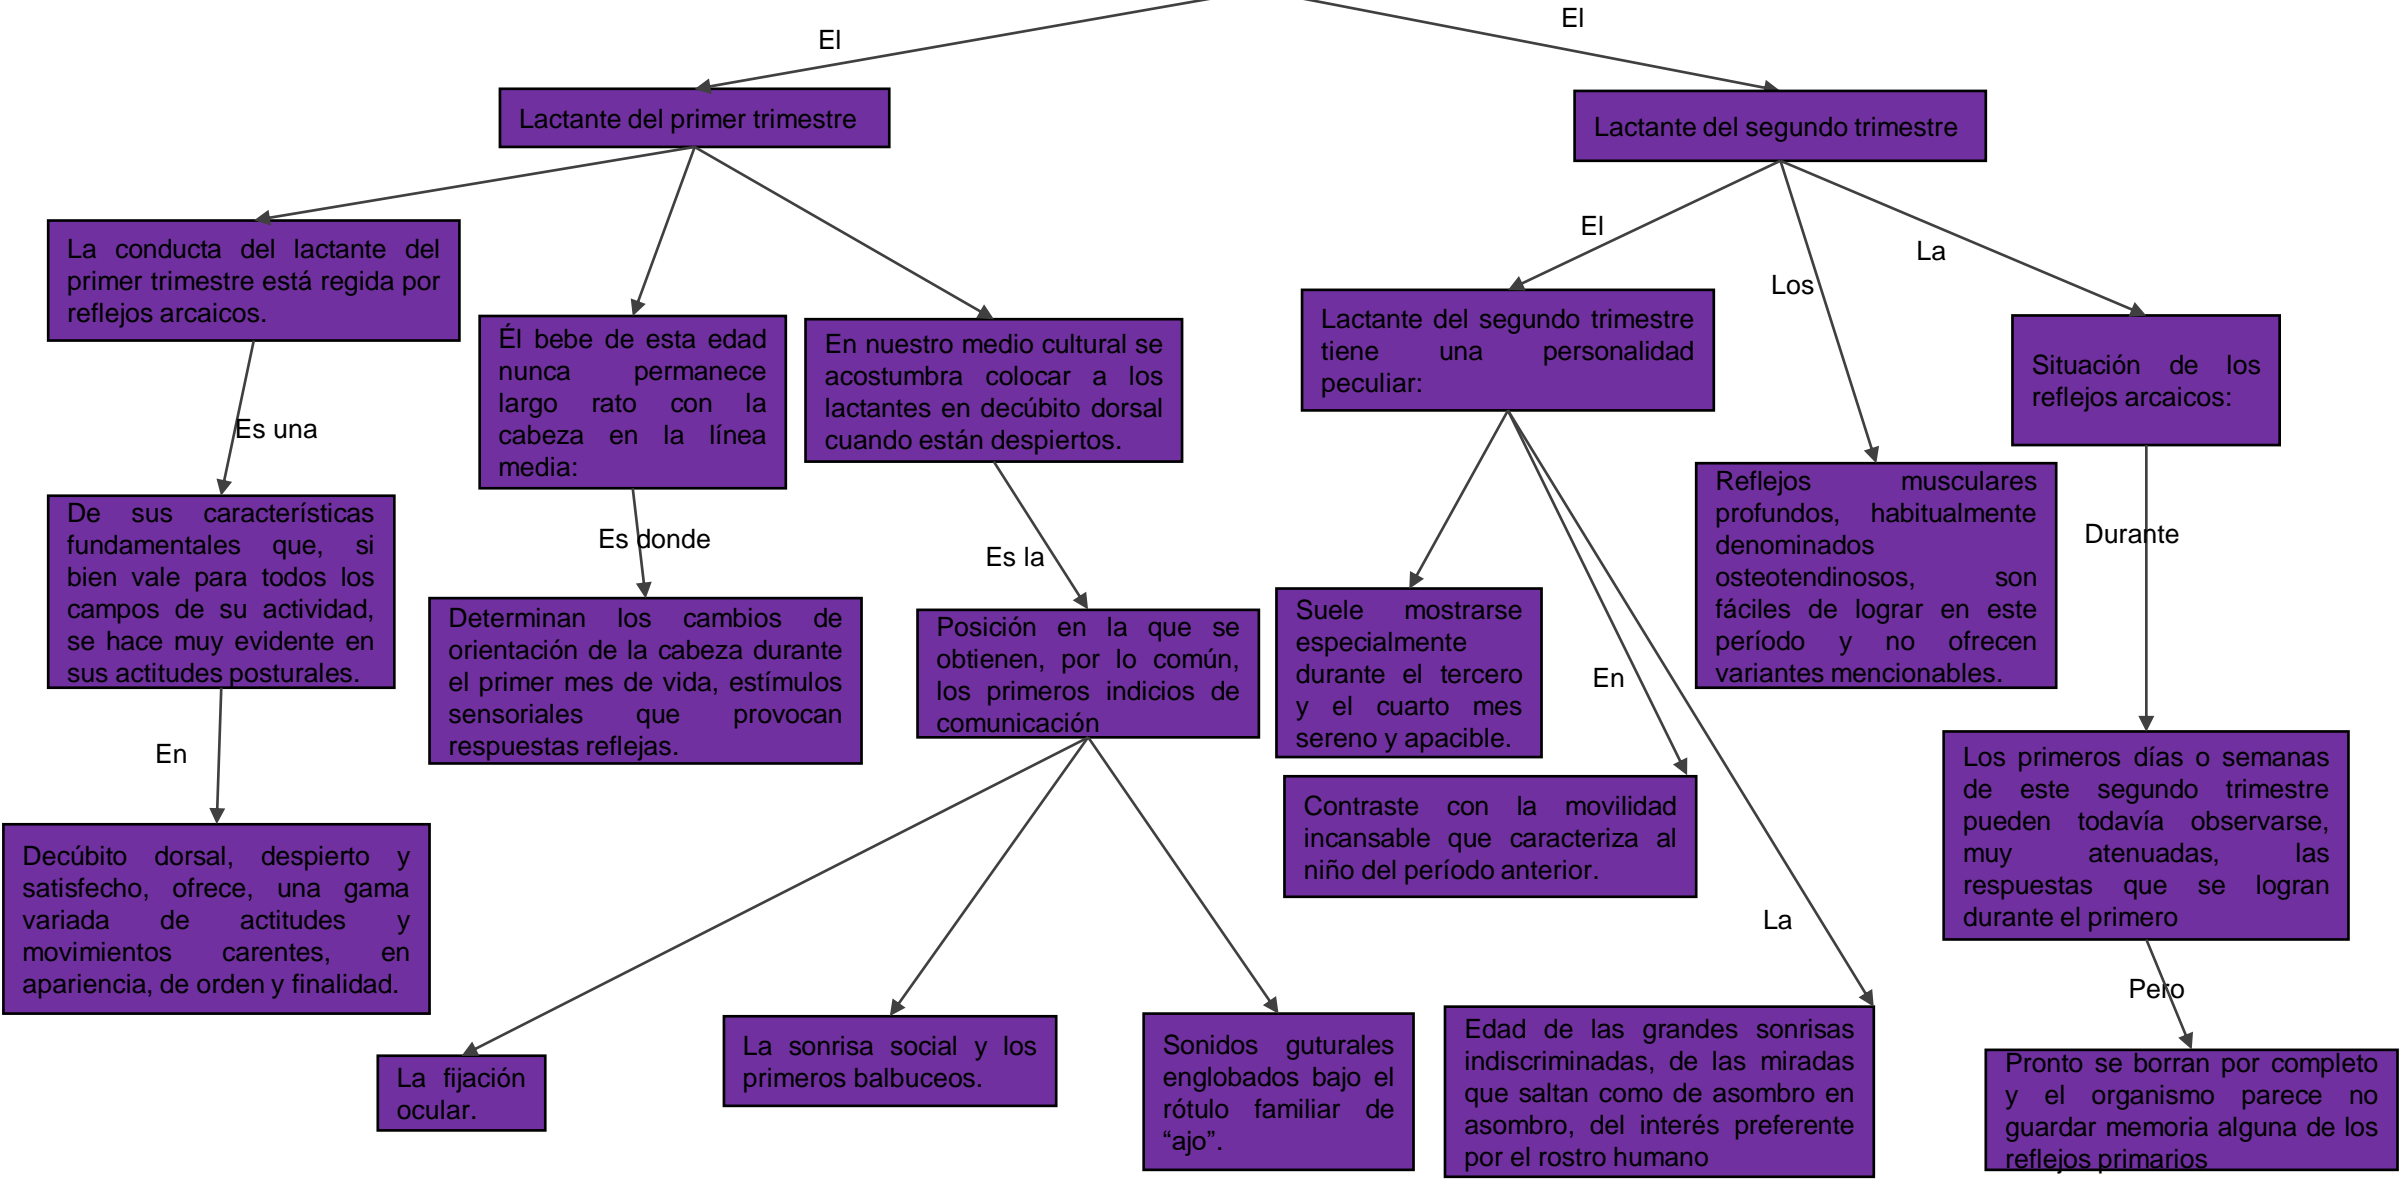 El
El
Lactante del primer trimestre
Lactante del segundo trimestre
La conducta del lactante del
primer trimestre está regida por
reflejos arcaicos.
Es una
De sus características
fundamentales que, si
bien vale para todos los
campos de su actividad,
se hace muy evidente en
sus actitudes posturales.
En
Decúbito dorsal, despierto y
satisfecho, ofrece, una gama
variada de actitudes y
movimientos carentes, en
apariencia, de orden y finalidad.
Él bebe de esta edad
nunca permanece
largo rato con la
cabeza en la línea
media:
Es donde
Determinan los cambios de
orientación de la cabeza durante
el primer mes de vida, estímulos
sensoriales que provocan
respuestas reflejas.
En nuestro medio cultural se
acostumbra colocar a los
lactantes en decúbito dorsal
cuando están despiertos.
Es la
Posición en la que se
obtienen, por lo común,
los primeros indicios de
comunicación
La fijación
ocular.
La sonrisa social y los
primeros balbuceos.
Sonidos guturales
englobados bajo el
rótulo familiar de
“ajo”.
El
Lactante del segundo trimestre
tiene una personalidad
peculiar:
Suele mostrarse
especialmente
durante el tercero
y el cuarto mes
sereno y apacible.
En
Contraste con la movilidad
incansable que caracteriza al
niño del período anterior.
La
Edad de las grandes sonrisas
indiscriminadas, de las miradas
que saltan como de asombro en
asombro, del interés preferente
por el rostro humano
Los
Reflejos musculares
profundos, habitualmente
denominados
osteotendinosos, son
fáciles de lograr en este
período y no ofrecen
variantes mencionables.
La
Situación de los
reflejos arcaicos:
Durante
Los primeros días o semanas
de este segundo trimestre
pueden todavía observarse,
muy atenuadas, las
respuestas que se logran
durante el primero
Pero
Pronto se borran por completo
y el organismo parece no
guardar memoria alguna de los
reflejos primarios